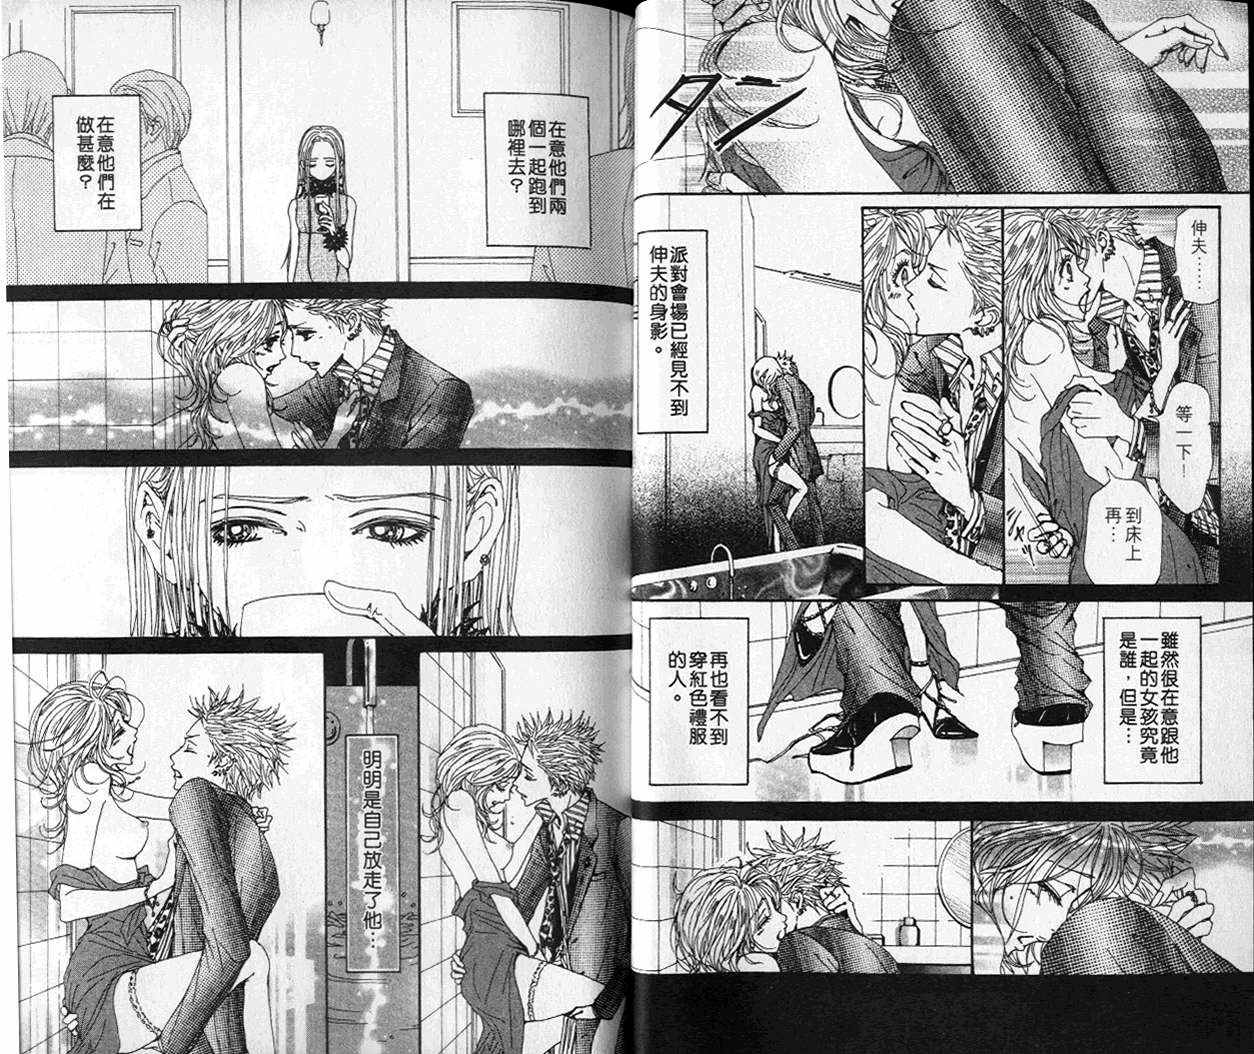 ダン
伸夫……
等一下！
到床上
再…
派對會場已經見不到
伸夫的身影。
雖然很在意跟他
一起的女孩究竟
是誰，但是…
再也看不到
穿紅色禮服
的人。
在意他們兩
個一起跑到
哪裡去？
在意他們在
做甚麼？
明明是自己放走了他…